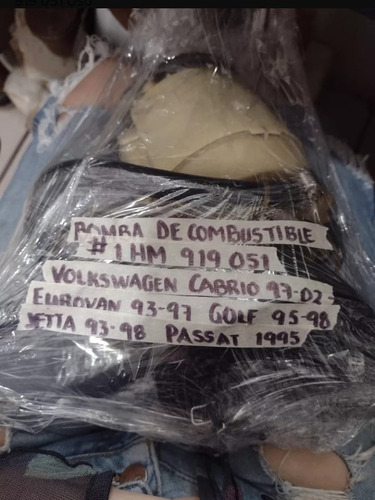 BOMBA DE COMBUSTIBLE
# 1HM 919 051
VOLKSWAGEN CABRIO 97-02
EUROVAN 93-97 GOLF 95-98
JETTA 93-98 PASSAT 1995